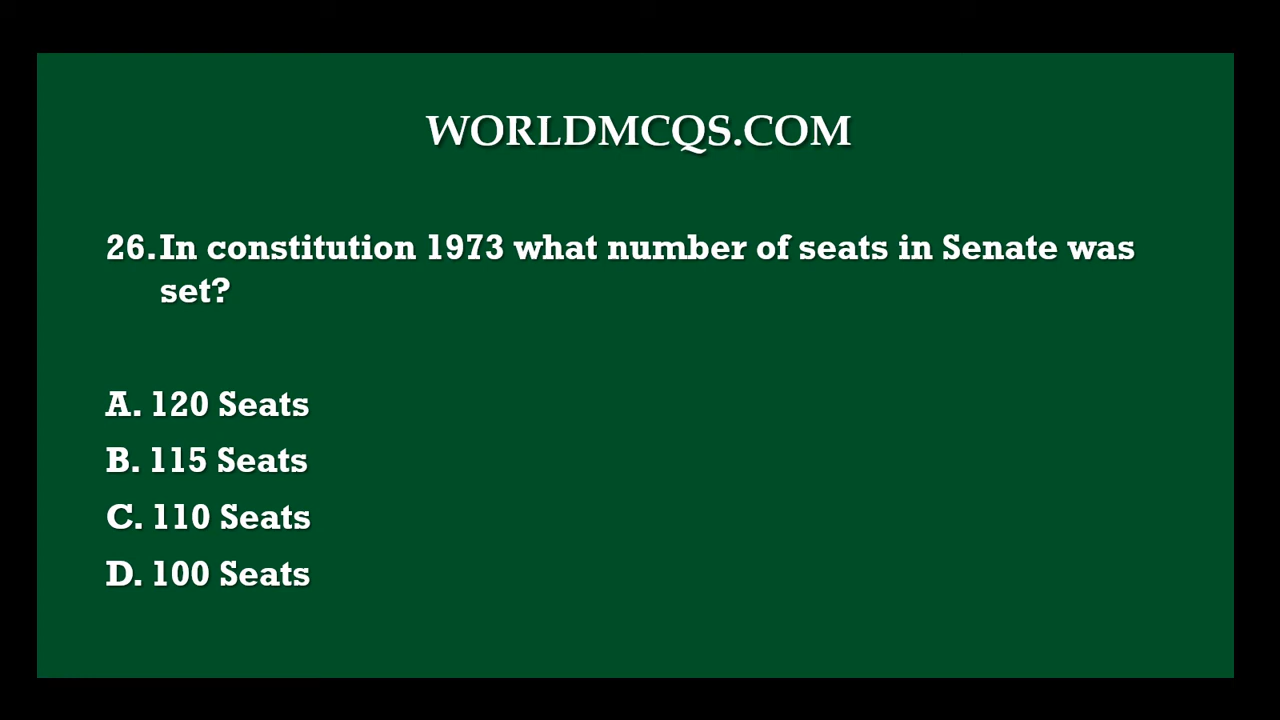 WORLDMCQS.COM
26. In constitution 1973 what number of seats in Senate was
set?
A. 120 Seats
B. 115 Seats
C. 110 Seats
D. 100 Seats